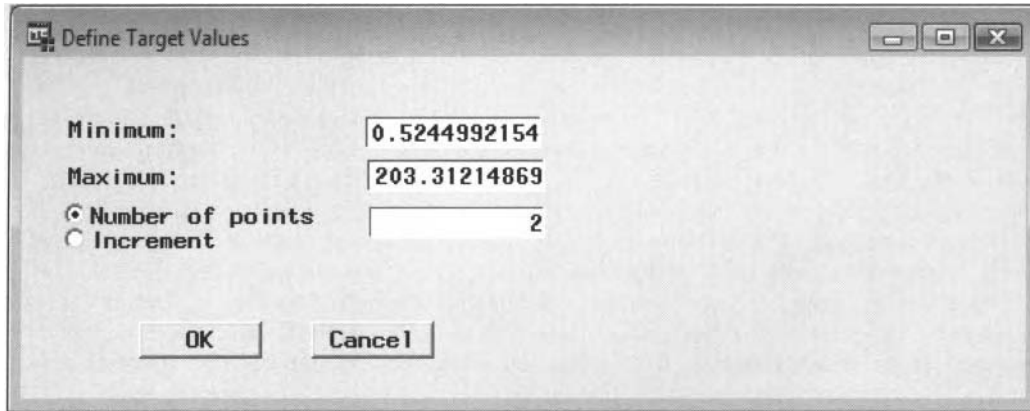 Define Target Values
Minimum: 0.5244992154
Maximum: 203.31214869
Number of points 2
Increment
OK Cancel